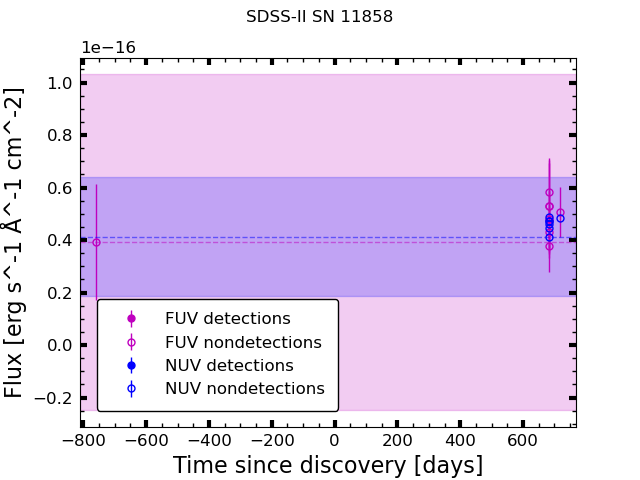 SDSS-II SN 11858
1e−16
1.0
0.8
0.6
0.4
0.2
0.0
−0.2
Flux [erg s^-1 Å^-1 cm^-2]
FUV detections
FUV nondetections
NUV detections
NUV nondetections
−800 −600 −400 −200 0 200 400 600
Time since discovery [days]